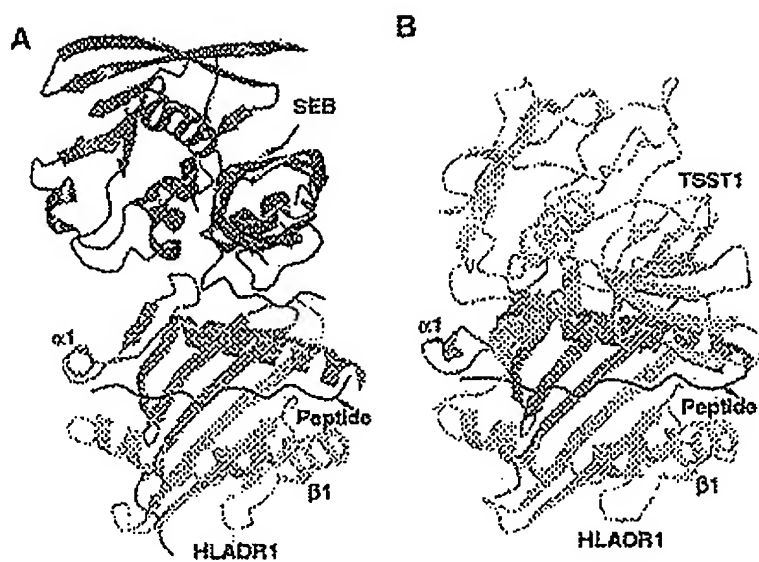 A
SEB
α1
Peptide
β1
HLADR1
B
TSST1
α1
Peptide
β1
HLADR1